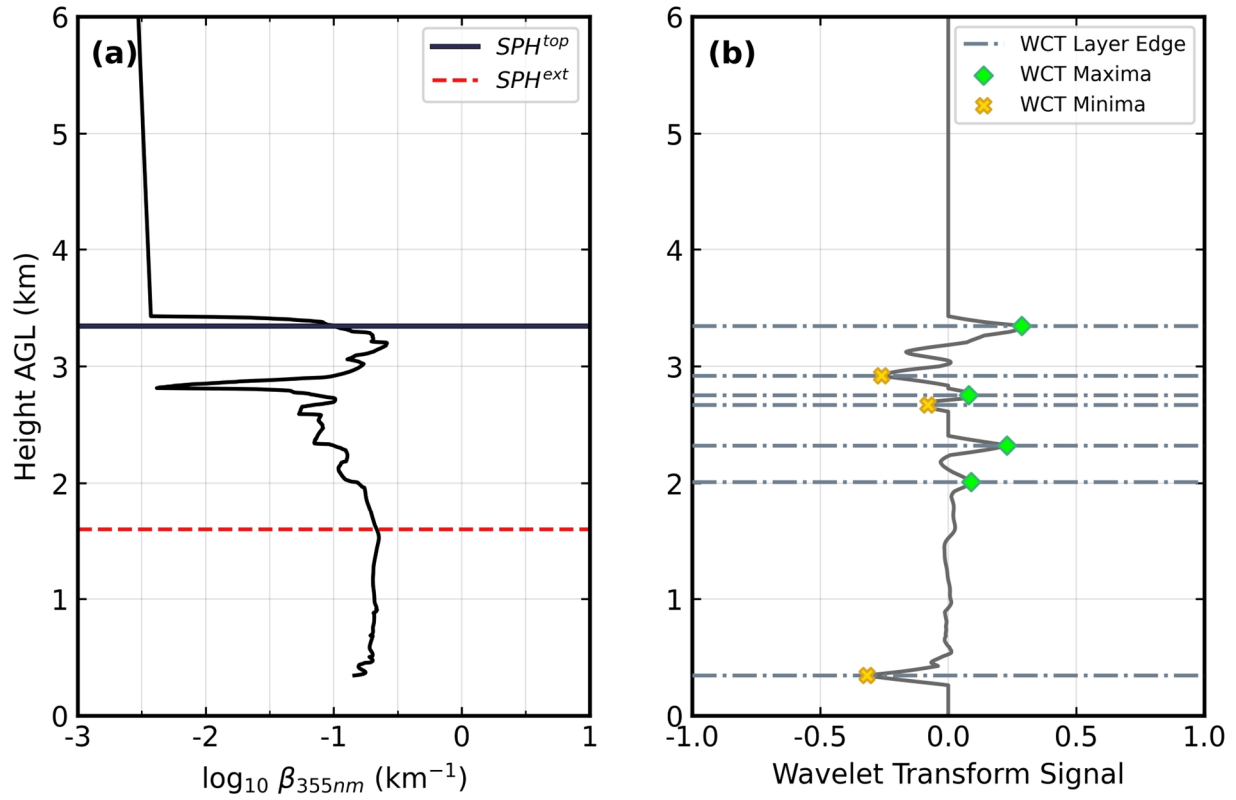 (a)
SPH^top
SPH^ext
6
5
4
3
2
1
0
-3
-2
-1
0
1
Height AGL (km)
log₁₀ β₃₅₅ₙₘ (km⁻¹)
(b)
WCT Layer Edge
WCT Maxima
WCT Minima
6
5
4
3
2
1
0
-1.0
-0.5
0.0
0.5
1.0
Wavelet Transform Signal